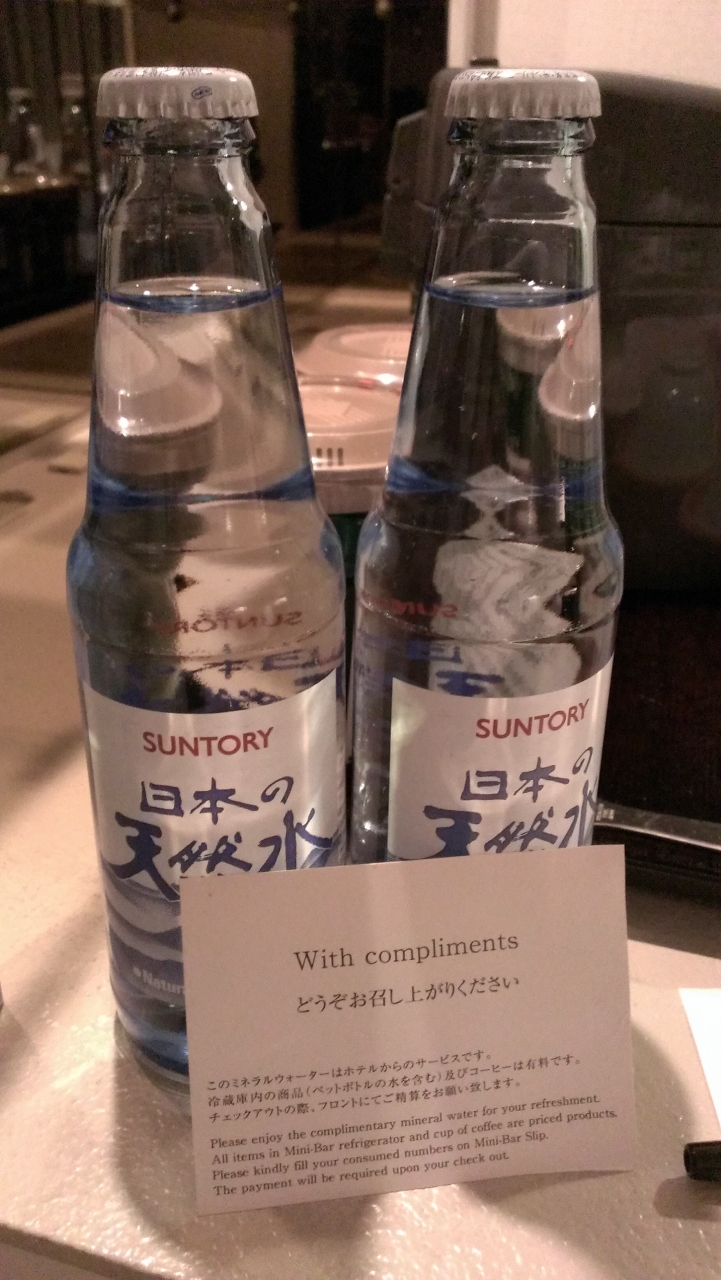 SUNTORY
日本の
天然水
SUNTORY
日本の
天然水
With compliments
どうぞお召し上がりください
このミネラルウォーターはホテルからのサービスです。
冷蔵庫内の商品(ペットボトルの水を含む)及びコーヒーは有料です。
チェックアウトの際、フロントにてご精算をお願い致します。
Please enjoy the complimentary mineral water for your refreshment.
All items in Mini-Bar refrigerator and cup of coffee are priced products.
Please kindly fill your consumed numbers on Mini-Bar Slip.
The payment will be required upon your check out.